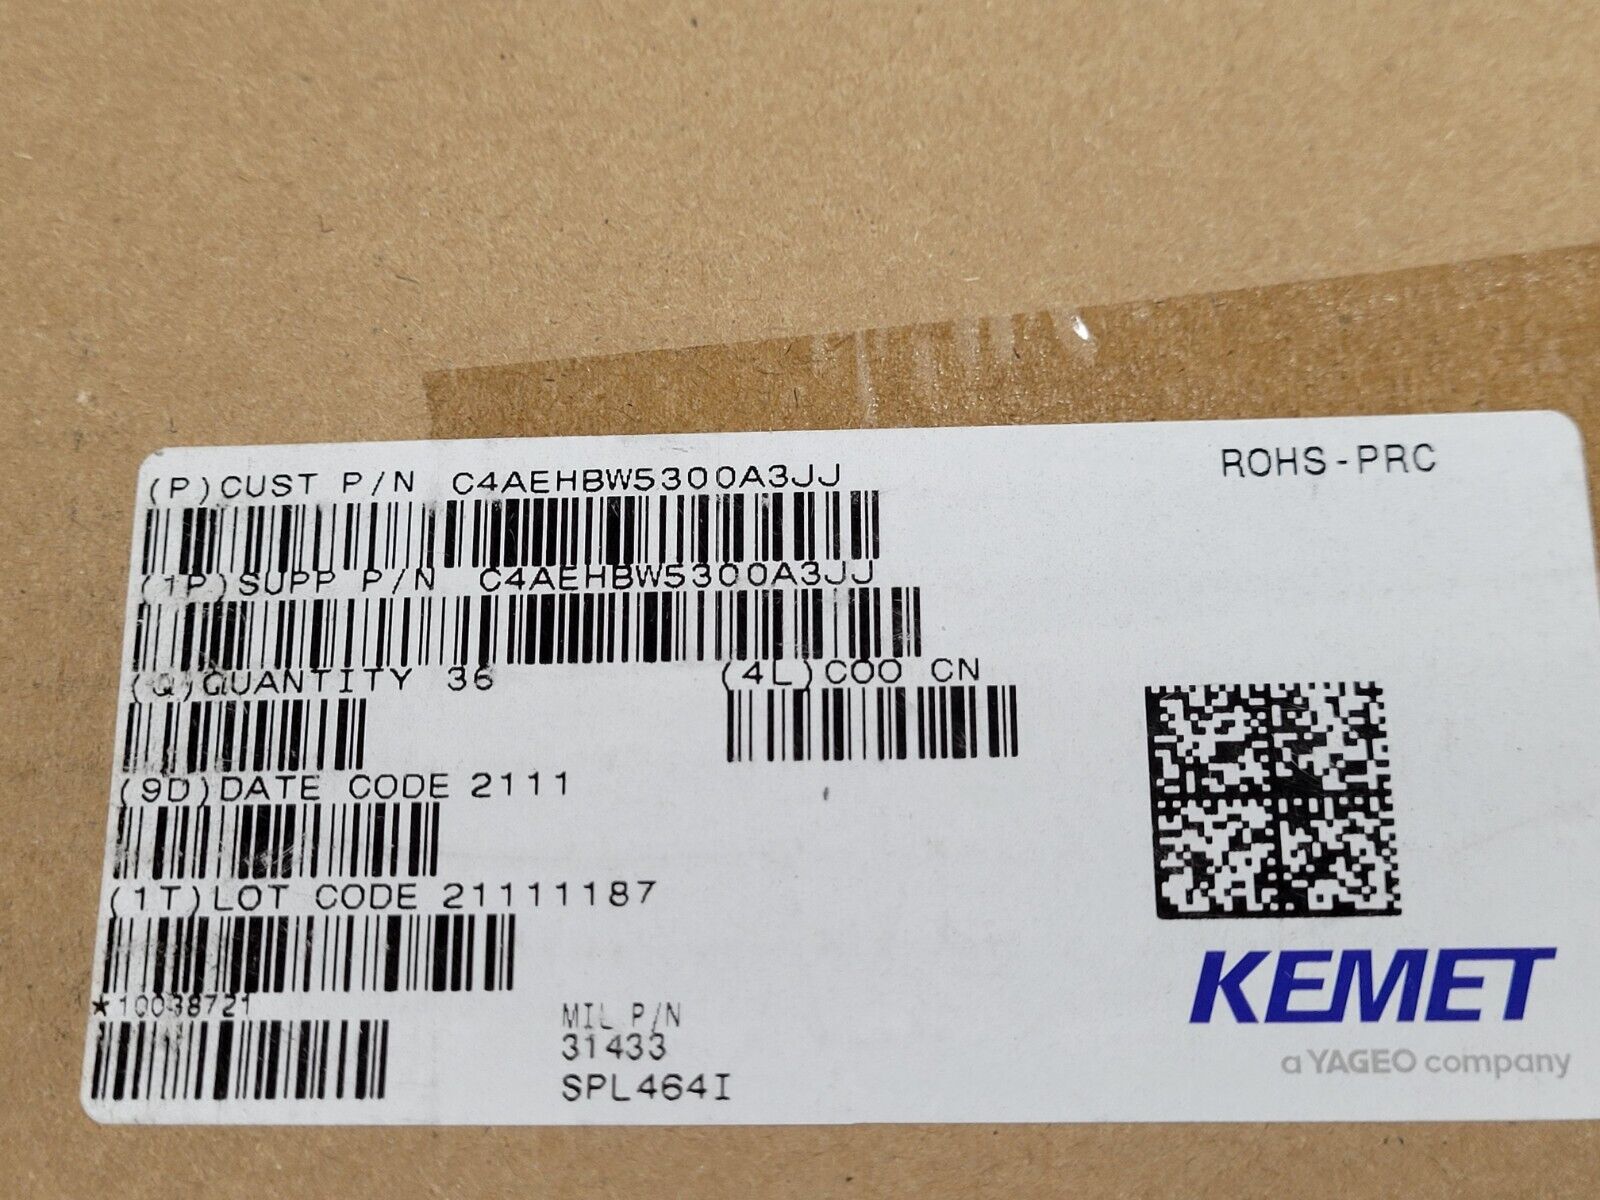 (P)CUST P/N C4AEHBW5300A3JJ
ROHS-PRC
(1P)SUPP P/N C4AEHBW5300A3JJ
(Q)QUANTITY 36
(4L)COO CN
(9D)DATE CODE 2111
(1T)LOT CODE 21111187
*10038721
MIL P/N
31433
SPL464I
KEMET
a YAGEO company